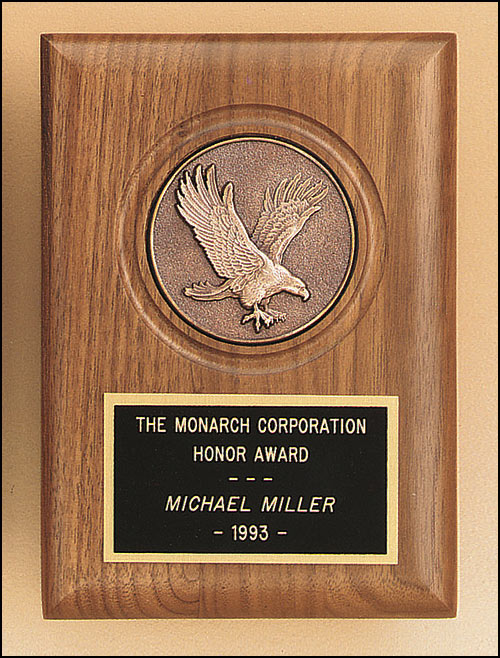 THE MONARCH CORPORATION
HONOR AWARD
- - -
MICHAEL MILLER
- 1993 -